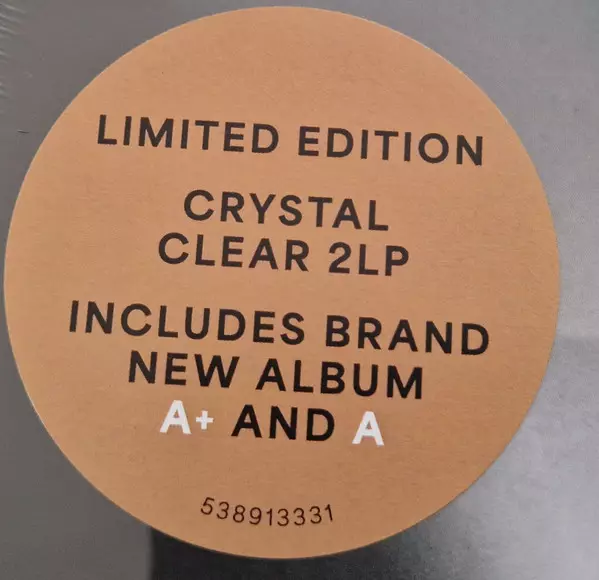 LIMITED EDITION
CRYSTAL
CLEAR 2LP
INCLUDES BRAND
NEW ALBUM
A+ AND A
538913331